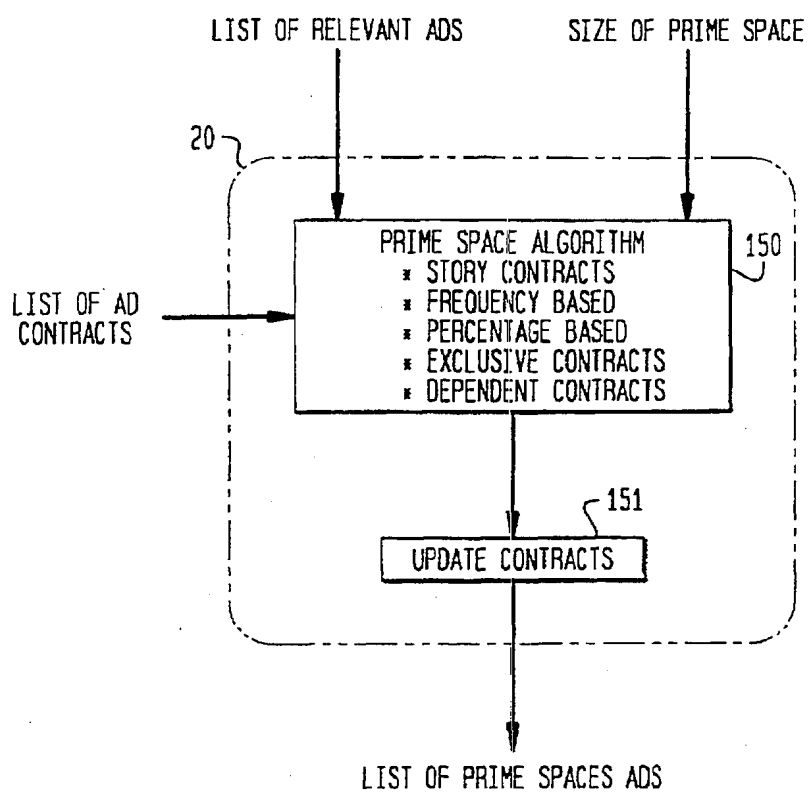 LIST OF RELEVANT ADS
SIZE OF PRIME SPACE
20
PRIME SPACE ALGORITHM
* STORY CONTRACTS
* FREQUENCY BASED
* PERCENTAGE BASED
* EXCLUSIVE CONTRACTS
* DEPENDENT CONTRACTS
150
LIST OF AD
CONTRACTS
151
UPDATE CONTRACTS
LIST OF PRIME SPACES ADS